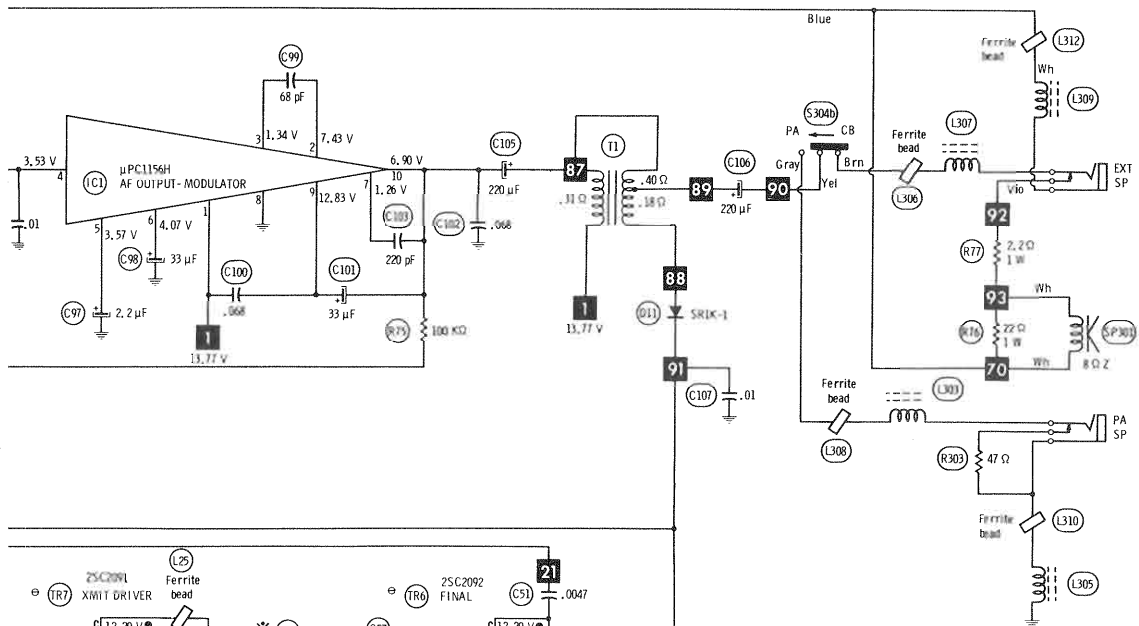 Blue
Ferrite
bead
L312
Wh
L309
C99
68 pF
3
1.34 V
2
7.43 V
S304b
PA
CB
L307
Ferrite
bead
3.53 V
4
μPC1156H
AF OUTPUT-MODULATOR
IC1
6.90 V
10
C105
220 μF
87
T1
.40 Ω
.31 Ω
.18 Ω
89
C106
220 μF
90
Gray
Yel
Brn
L306
EXT
SP
Vio
92
.01
5
3.57 V
6
4.07 V
1
8
9
12.83 V
7
1.26 V
C103
220 pF
C102
.068
C98
33 μF
C97
2.2 μF
C100
.068
C101
33 μF
R75
100 KΩ
1
13.77 V
1
13.77 V
88
D11
SR1K-1
91
C107
.01
R77
2.2 Ω
1 W
93
Wh
R76
22 Ω
1 W
SP301
8 Ω Z
70
Wh
Ferrite
bead
L308
L303
PA
SP
R303
47 Ω
Ferrite
bead
L310
L305
2SC2091
TR7
XMIT DRIVER
L25
Ferrite
bead
2SC2092
TR6
FINAL
21
C51
.0047